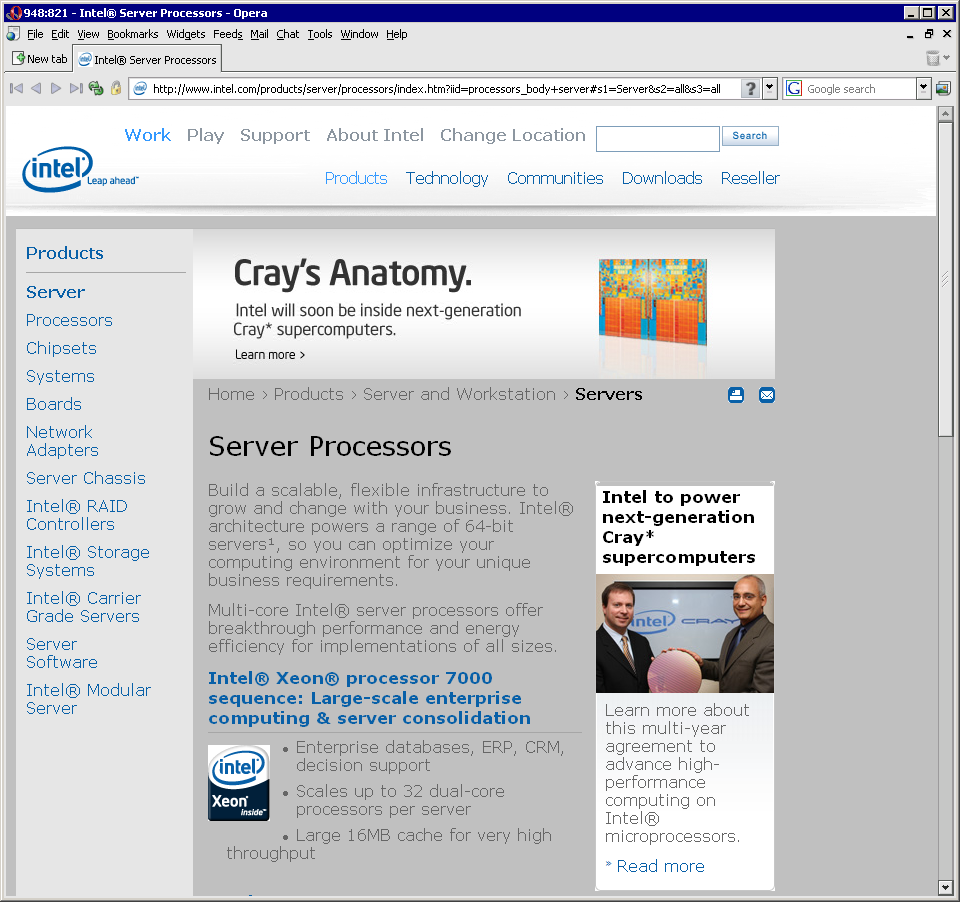 948:821 - Intel® Server Processors - Opera
File Edit View Bookmarks Widgets Feeds Mail Chat Tools Window Help
New tab Intel® Server Processors
http://www.intel.com/products/server/processors/index.htm?iid=processors_body+server#s1=Server&s2=all&s3=all ? G Google search
Work Play Support About Intel Change Location Search
intel® Leap ahead™
Products Technology Communities Downloads Reseller
Products
Server
Processors
Chipsets
Systems
Boards
Network
Adapters
Server Chassis
Intel® RAID
Controllers
Intel® Storage
Systems
Intel® Carrier
Grade Servers
Server
Software
Intel® Modular
Server
Cray's Anatomy.
Intel will soon be inside next-generation
Cray* supercomputers.
Learn more >
Home > Products > Server and Workstation > Servers
Server Processors
Build a scalable, flexible infrastructure to
grow and change with your business. Intel®
architecture powers a range of 64-bit
servers¹, so you can optimize your
computing environment for your unique
business requirements.
Multi-core Intel® server processors offer
breakthrough performance and energy
efficiency for implementations of all sizes.
Intel® Xeon® processor 7000
sequence: Large-scale enterprise
computing & server consolidation
intel®
Xeon®
inside™
• Enterprise databases, ERP, CRM,
decision support
• Scales up to 32 dual-core
processors per server
• Large 16MB cache for very high
throughput
Intel to power
next-generation
Cray*
supercomputers
intel CRAY
Learn more about
this multi-year
agreement to
advance high-
performance
computing on
Intel®
microprocessors.
» Read more